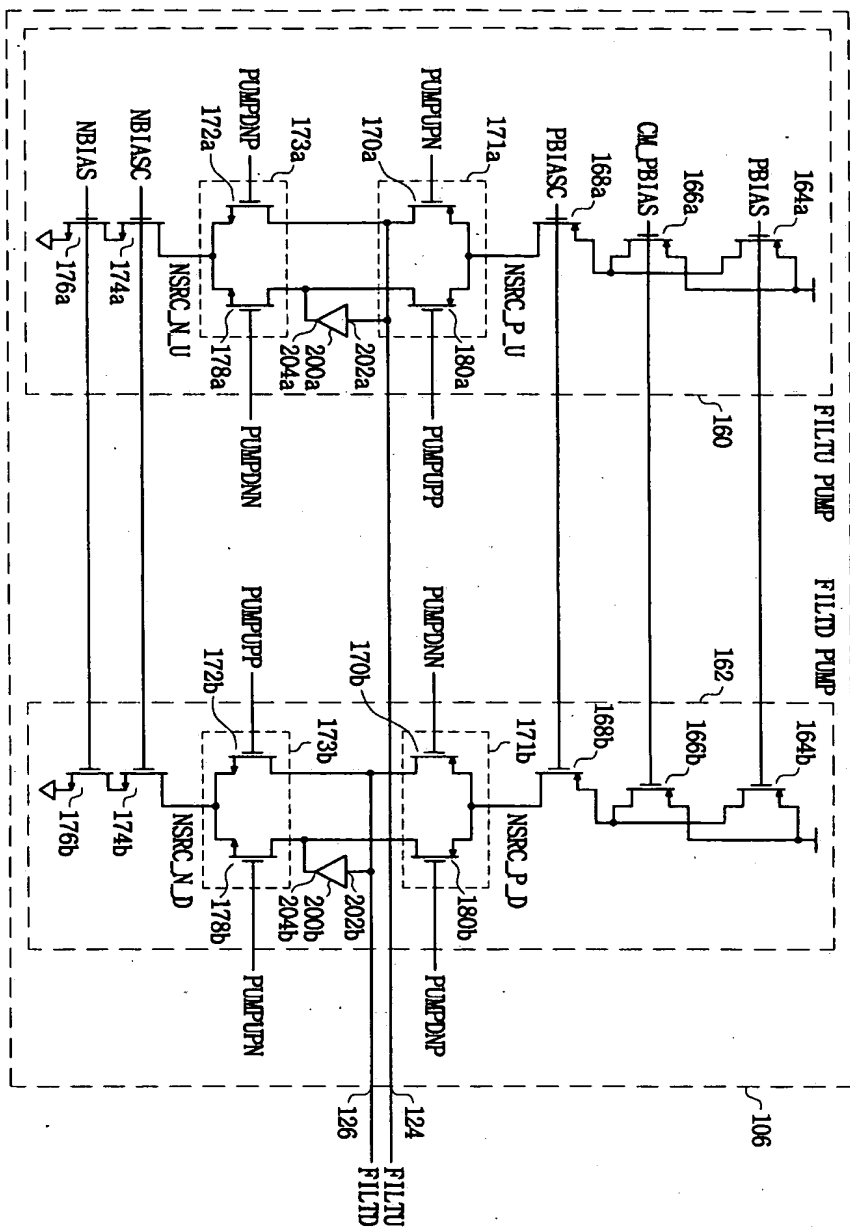 PBIAS
164a
CM_PBIAS
166a
PBIASC
168a
NSRC_P_U
171a
PUMPUPN
170a
180a
PUMPUPP
202a
200a
204a
173a
PUMPDNP
172a
178a
PUMPDNN
NSRC_N_U
NBIASC
174a
NBIAS
176a
160
FILTU PUMP
FILTD PUMP
162
164b
166b
168b
NSRC_P_D
171b
PUMPDNN
170b
180b
PUMPDNP
202b
200b
204b
173b
PUMPUPP
172b
178b
PUMPUPN
NSRC_N_D
174b
176b
106
124
FILTU
126
FILTD